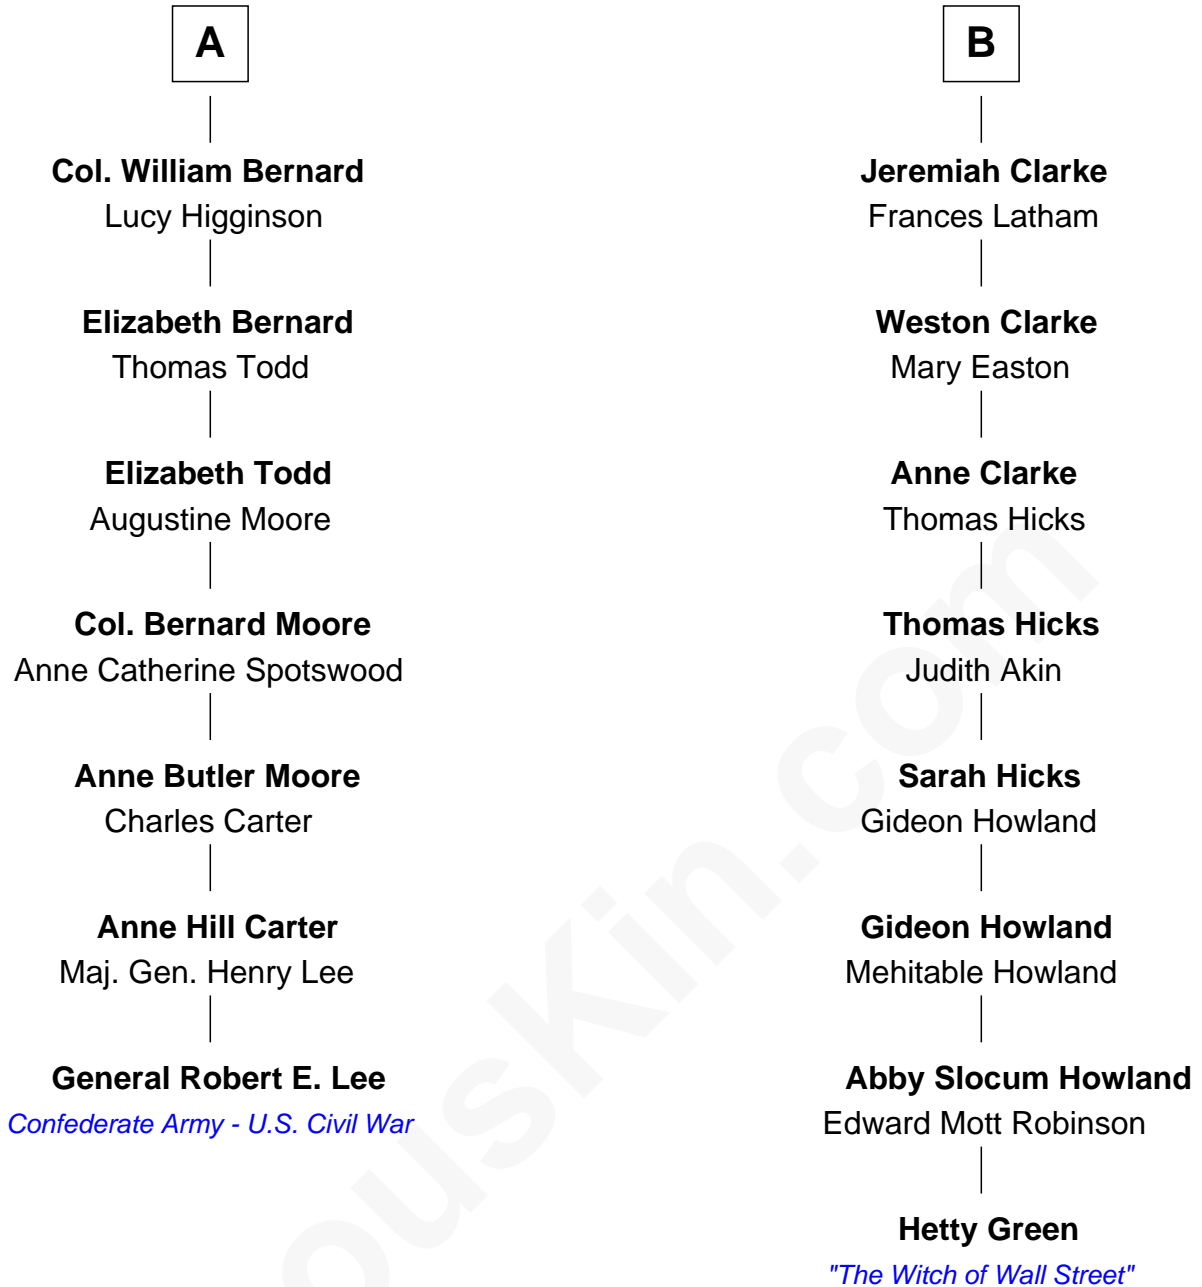 A
Col. William Bernard
Lucy Higginson
Elizabeth Bernard
Thomas Todd
Elizabeth Todd
Augustine Moore
Col. Bernard Moore
Anne Catherine Spotswood
Anne Butler Moore
Charles Carter
Anne Hill Carter
Maj. Gen. Henry Lee
General Robert E. Lee
Confederate Army - U.S. Civil War
B
Jeremiah Clarke
Frances Latham
Weston Clarke
Mary Easton
Anne Clarke
Thomas Hicks
Thomas Hicks
Judith Akin
Sarah Hicks
Gideon Howland
Gideon Howland
Mehitable Howland
Abby Slocum Howland
Edward Mott Robinson
Hetty Green
"The Witch of Wall Street"
ousKin.com